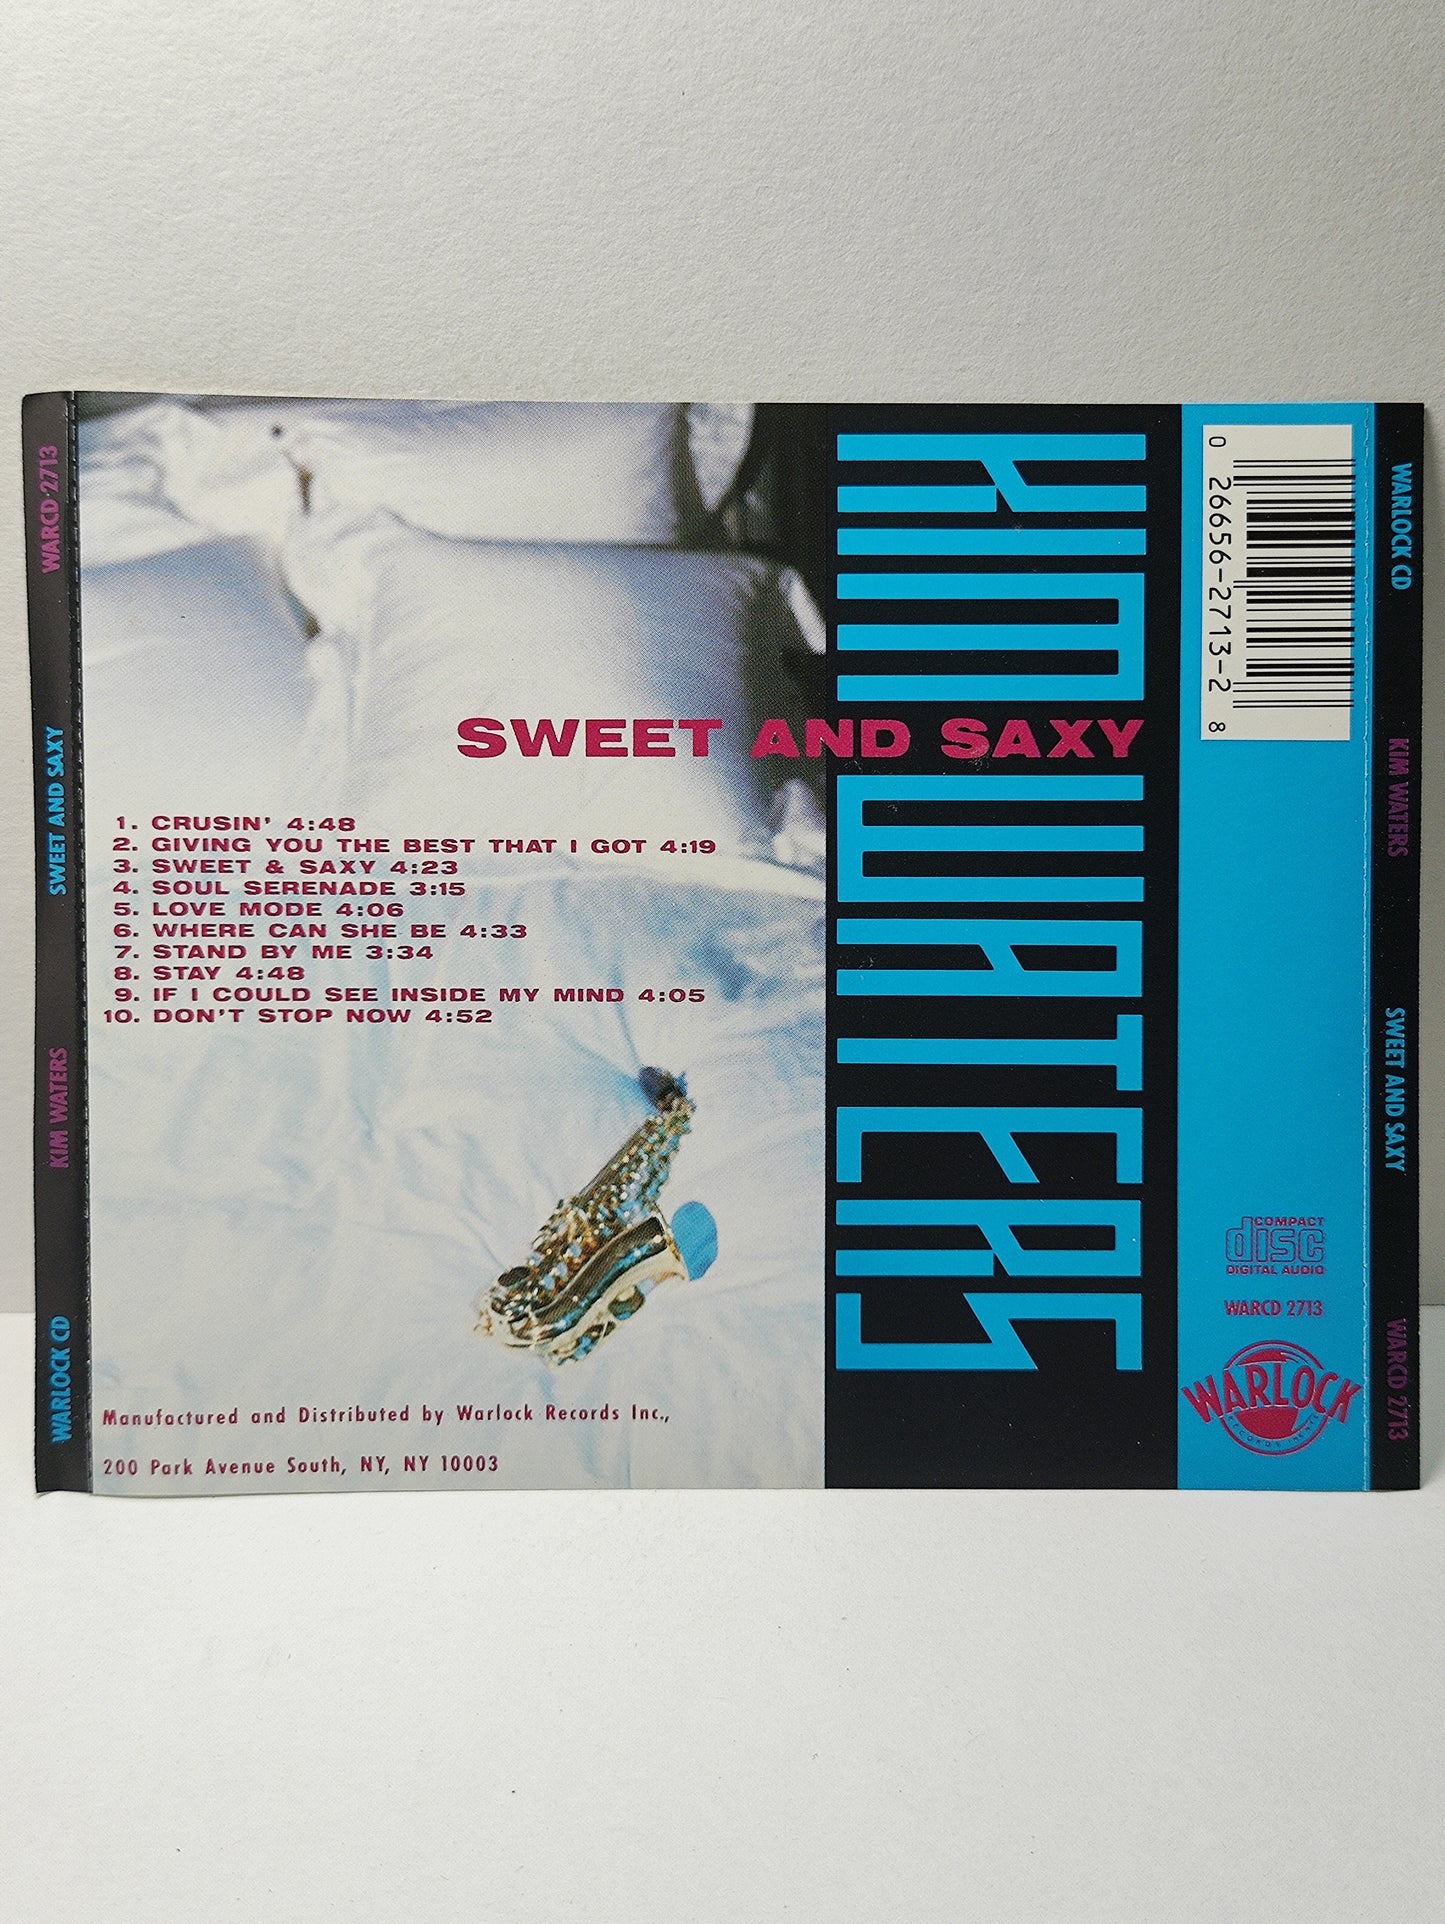 WARCD 2713
SWEET AND SAXY
KIM WATERS
WARLOCK CD
KIM WATERS
SWEET AND SAXY
1. CRUSIN' 4:48
2. GIVING YOU THE BEST THAT I GOT 4:19
3. SWEET & SAXY 4:23
4. SOUL SERENADE 3:15
5. LOVE MODE 4:06
6. WHERE CAN SHE BE 4:33
7. STAND BY ME 3:34
8. STAY 4:48
9. IF I COULD SEE INSIDE MY MIND 4:05
10. DON'T STOP NOW 4:52
Manufactured and Distributed by Warlock Records Inc.,
200 Park Avenue South, NY, NY 10003
0 26656-2713-2 8
COMPACT
disc
DIGITAL AUDIO
WARCD 2713
WARLOCK
WARLOCK CD
KIM WATERS
SWEET AND SAXY
WARCD 2713